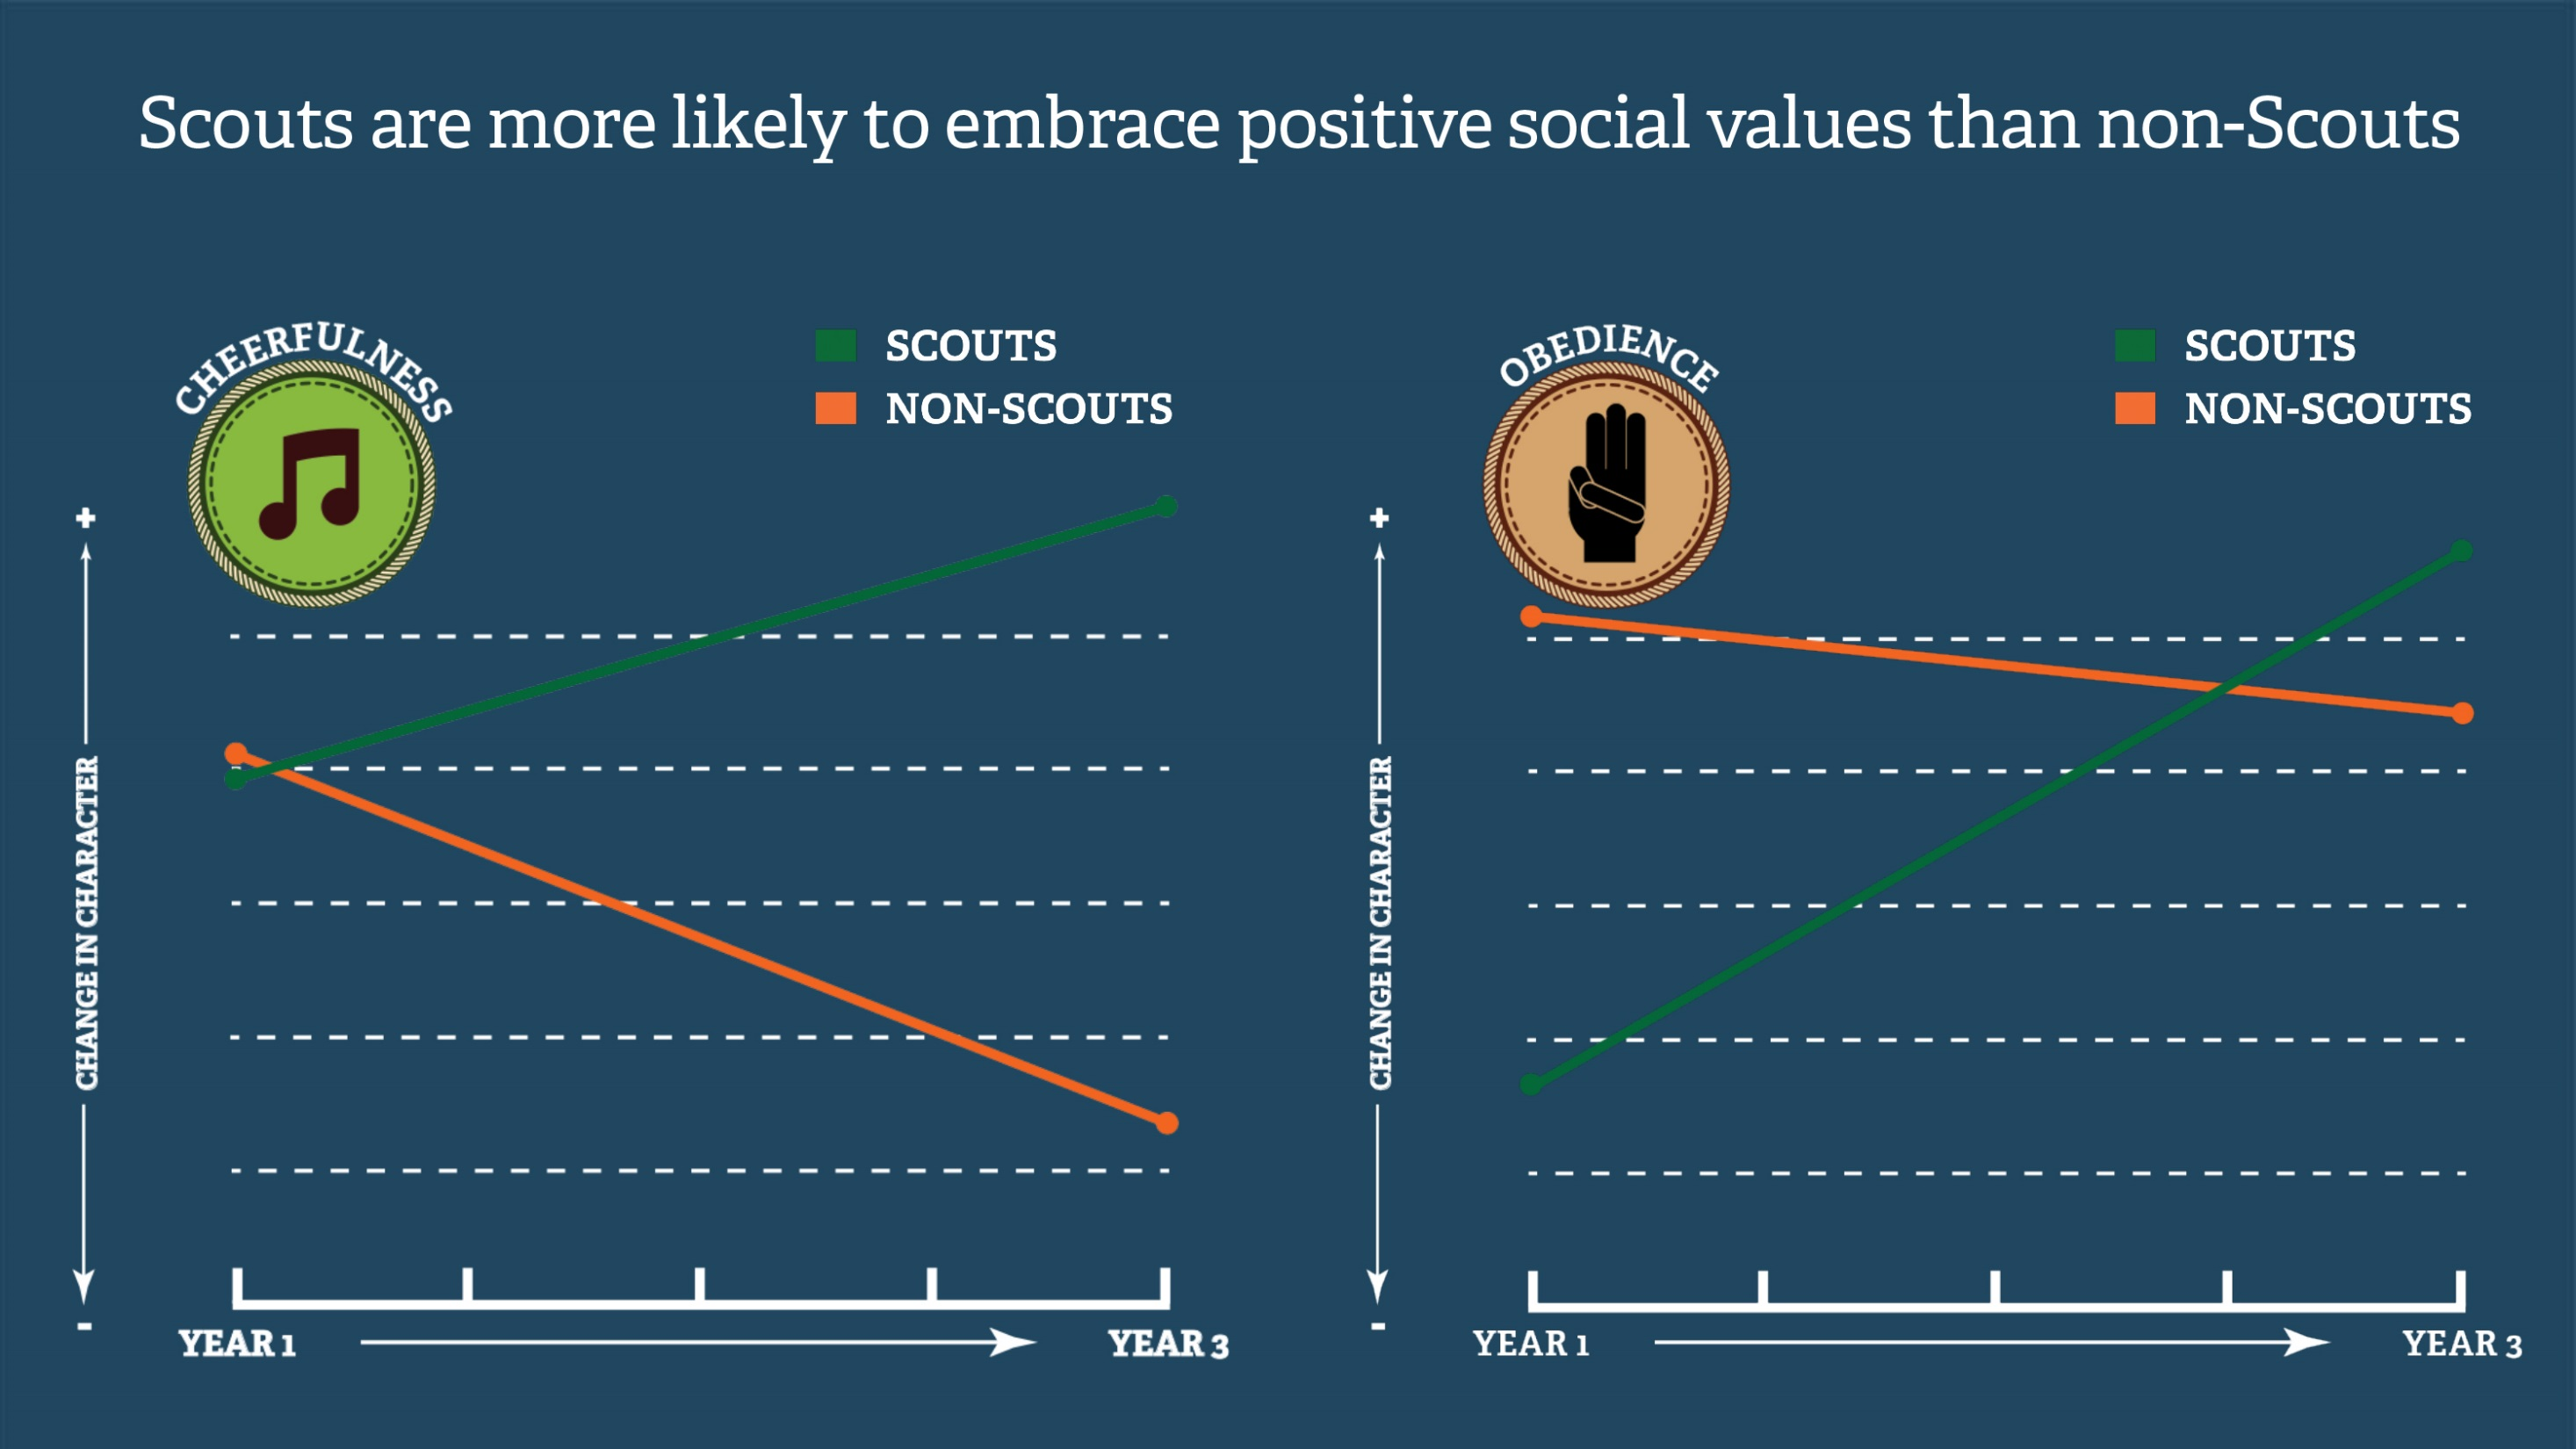 Scouts are more likely to embrace positive social values than non-Scouts
CHEERFULNESS
SCOUTS
NON-SCOUTS
+
CHANGE IN CHARACTER
-
YEAR 1
YEAR 3
OBEDIENCE
SCOUTS
NON-SCOUTS
+
CHANGE IN CHARACTER
-
YEAR 1
YEAR 3